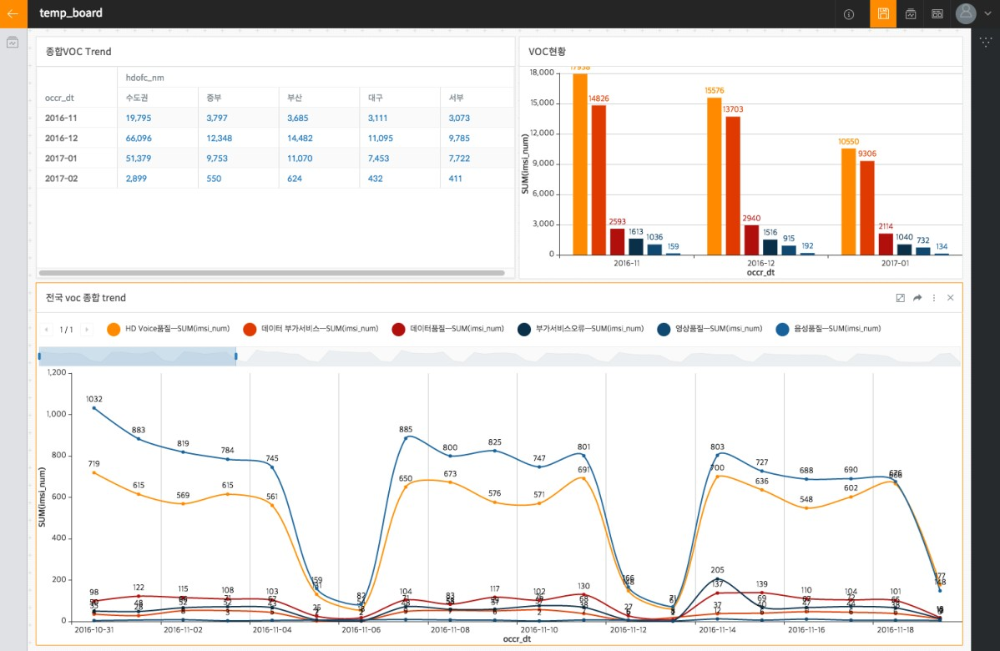 temp_board
종합VOC Trend
hdofc_nm
occr_dt 수도권 중부 부산 대구 서부
2016-11 19,795 3,797 3,685 3,111 3,073
2016-12 66,096 12,348 14,482 11,095 9,785
2017-01 51,379 9,753 11,070 7,453 7,722
2017-02 2,899 550 624 432 411
VOC현황
18,000
15,000
12,000
9,000
6,000
3,000
0
SUM(imsi_num)
14826 2593 1613 1036 159
15576 13703 2940 1516 915 192
10550 9306 2114 1040 732 134
2016-11 2016-12 2017-01
occr_dt
전국 voc 종합 trend
1 / 1 HD Voice품질—SUM(imsi_num) 데이터 부가서비스—SUM(imsi_num) 데이터품질—SUM(imsi_num) 부가서비스오류—SUM(imsi_num) 영상품질—SUM(imsi_num) 음성품질—SUM(imsi_num)
1,200
1,000
800
600
400
200
0
SUM(imsi_num)
1032 883 819 784 745 159 885 800 825 747 801 166 803 727 688 690
719 615 569 615 561 650 673 576 571 691 700 636 548 602
98 122 115 108 103 104 83 117 102 130 137 139 110 104 101
205
2016-10-31 2016-11-02 2016-11-04 2016-11-06 2016-11-08 2016-11-10 2016-11-12 2016-11-14 2016-11-16 2016-11-18
occr_dt